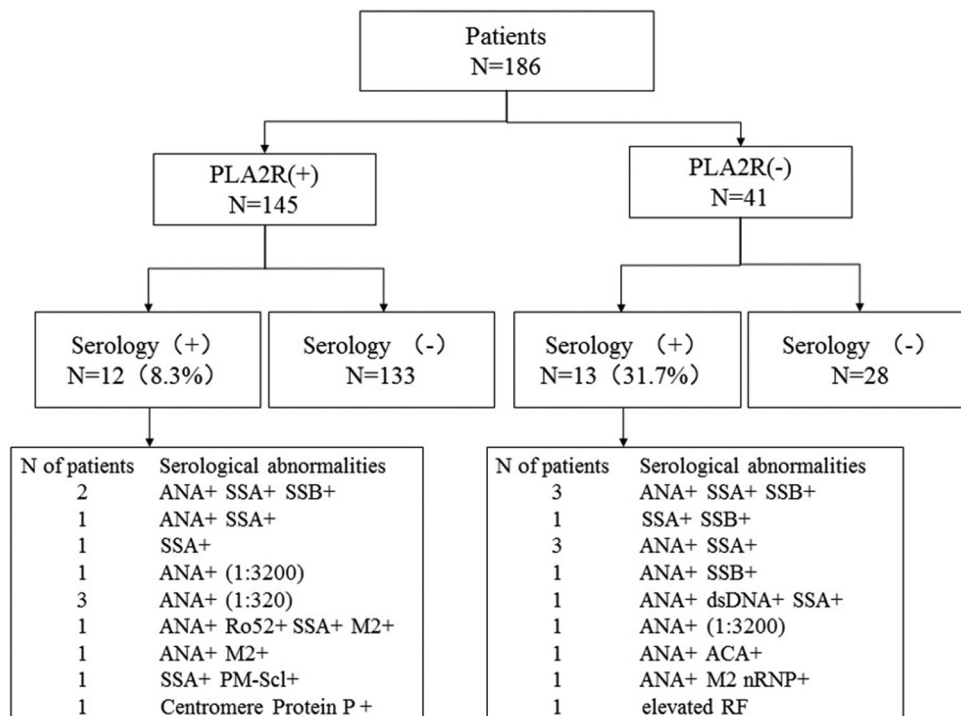 Patients
N=186
PLA2R(+)
N=145
PLA2R(-)
N=41
Serology（+）
N=12（8.3%）
Serology （-）
N=133
Serology （+）
N=13（31.7%）
Serology （-）
N=28
N of patients Serological abnormalities
2 ANA+ SSA+ SSB+
1 ANA+ SSA+
1 SSA+
1 ANA+ (1:3200)
3 ANA+ (1:320)
1 ANA+ Ro52+ SSA+ M2+
1 ANA+ M2+
1 SSA+ PM-Scl+
1 Centromere Protein P +
N of patients Serological abnormalities
3 ANA+ SSA+ SSB+
1 SSA+ SSB+
3 ANA+ SSA+
1 ANA+ SSB+
1 ANA+ dsDNA+ SSA+
1 ANA+ (1:3200)
1 ANA+ ACA+
1 ANA+ M2 nRNP+
1 elevated RF